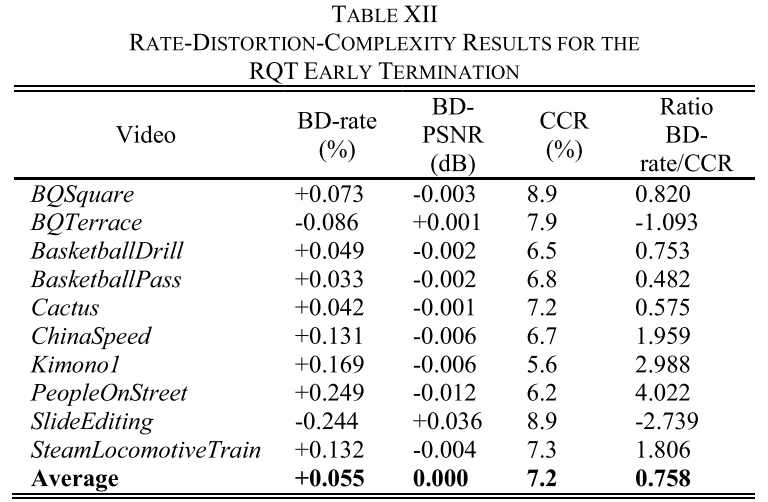 TABLE XII
RATE-DISTORTION-COMPLEXITY RESULTS FOR THE
RQT EARLY TERMINATION
Video BD-rate (%) BD-PSNR (dB) CCR (%) Ratio BD-rate/CCR
BQSquare +0.073 -0.003 8.9 0.820
BQTerrace -0.086 +0.001 7.9 -1.093
BasketballDrill +0.049 -0.002 6.5 0.753
BasketballPass +0.033 -0.002 6.8 0.482
Cactus +0.042 -0.001 7.2 0.575
ChinaSpeed +0.131 -0.006 6.7 1.959
Kimono1 +0.169 -0.006 5.6 2.988
PeopleOnStreet +0.249 -0.012 6.2 4.022
SlideEditing -0.244 +0.036 8.9 -2.739
SteamLocomotiveTrain +0.132 -0.004 7.3 1.806
Average +0.055 0.000 7.2 0.758